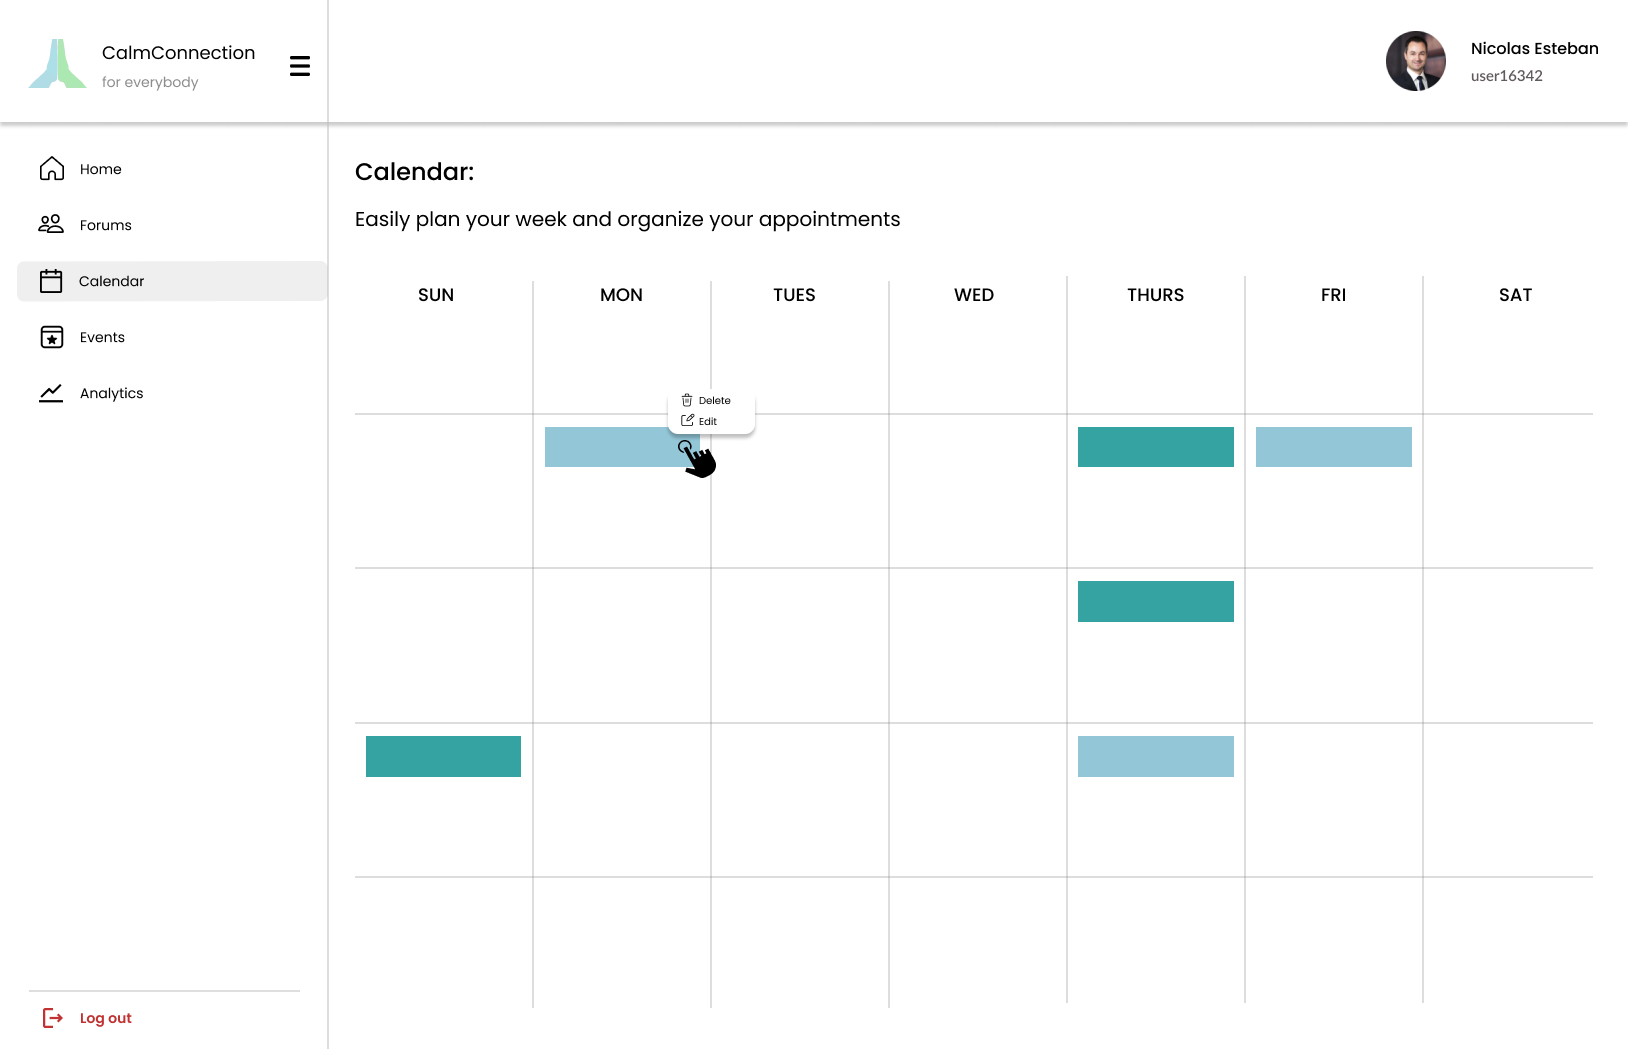 CalmConnection
for everybody
Nicolas Esteban
user16342
Home
Forums
Calendar
Events
Analytics
Log out
Calendar:
Easily plan your week and organize your appointments
SUN MON TUES WED THURS FRI SAT
Delete
Edit